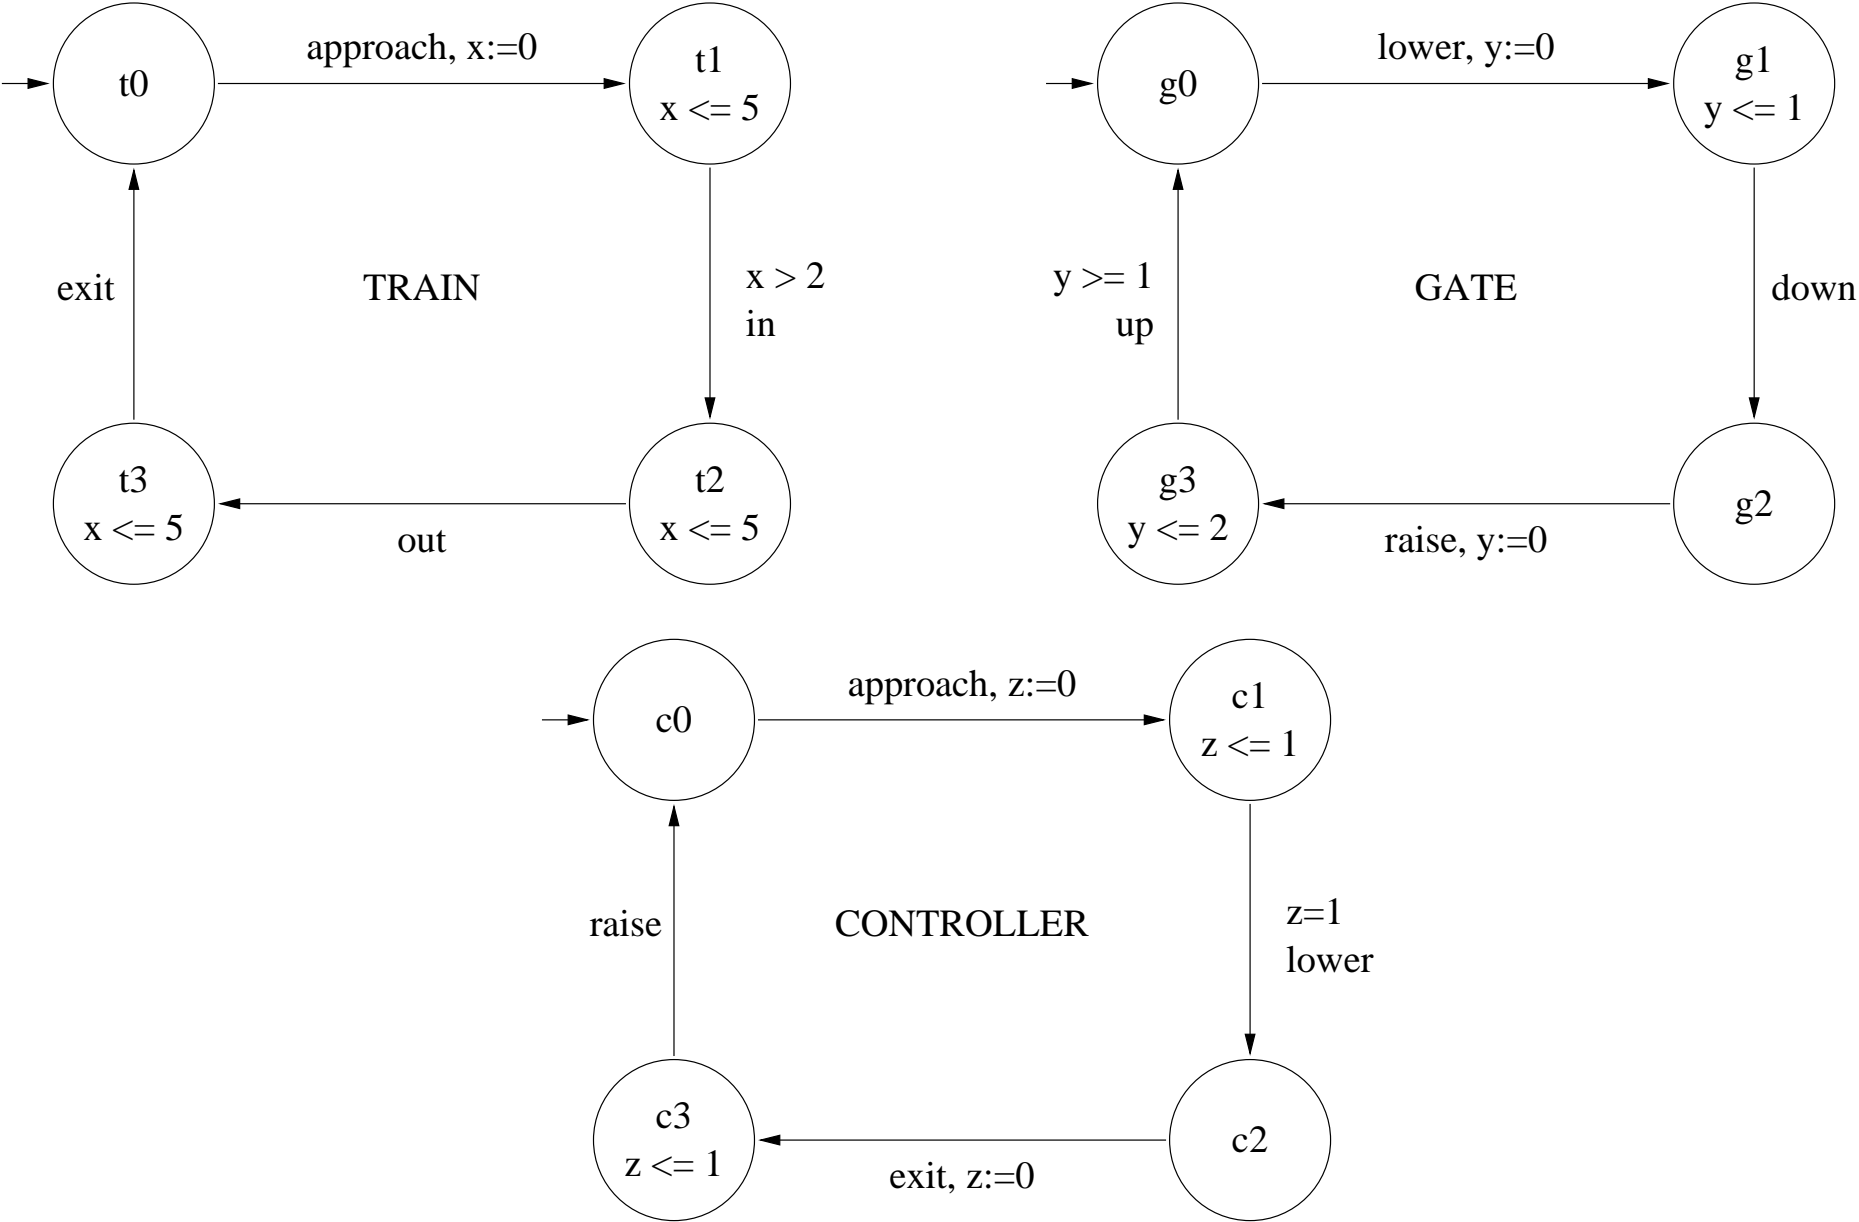 t0
approach, x:=0
t1
x <= 5
exit
TRAIN
x > 2
in
t3
x <= 5
out
t2
x <= 5
g0
lower, y:=0
g1
y <= 1
y >= 1
up
GATE
down
g3
y <= 2
raise, y:=0
g2
c0
approach, z:=0
c1
z <= 1
raise
CONTROLLER
z=1
lower
c3
z <= 1
exit, z:=0
c2